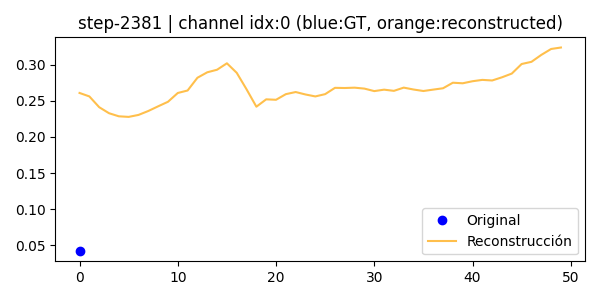 step-2381 | channel idx:0 (blue:GT, orange:reconstructed)
0.30
0.25
0.20
0.15
0.10
0.05
0 10 20 30 40 50
Original
Reconstrucción